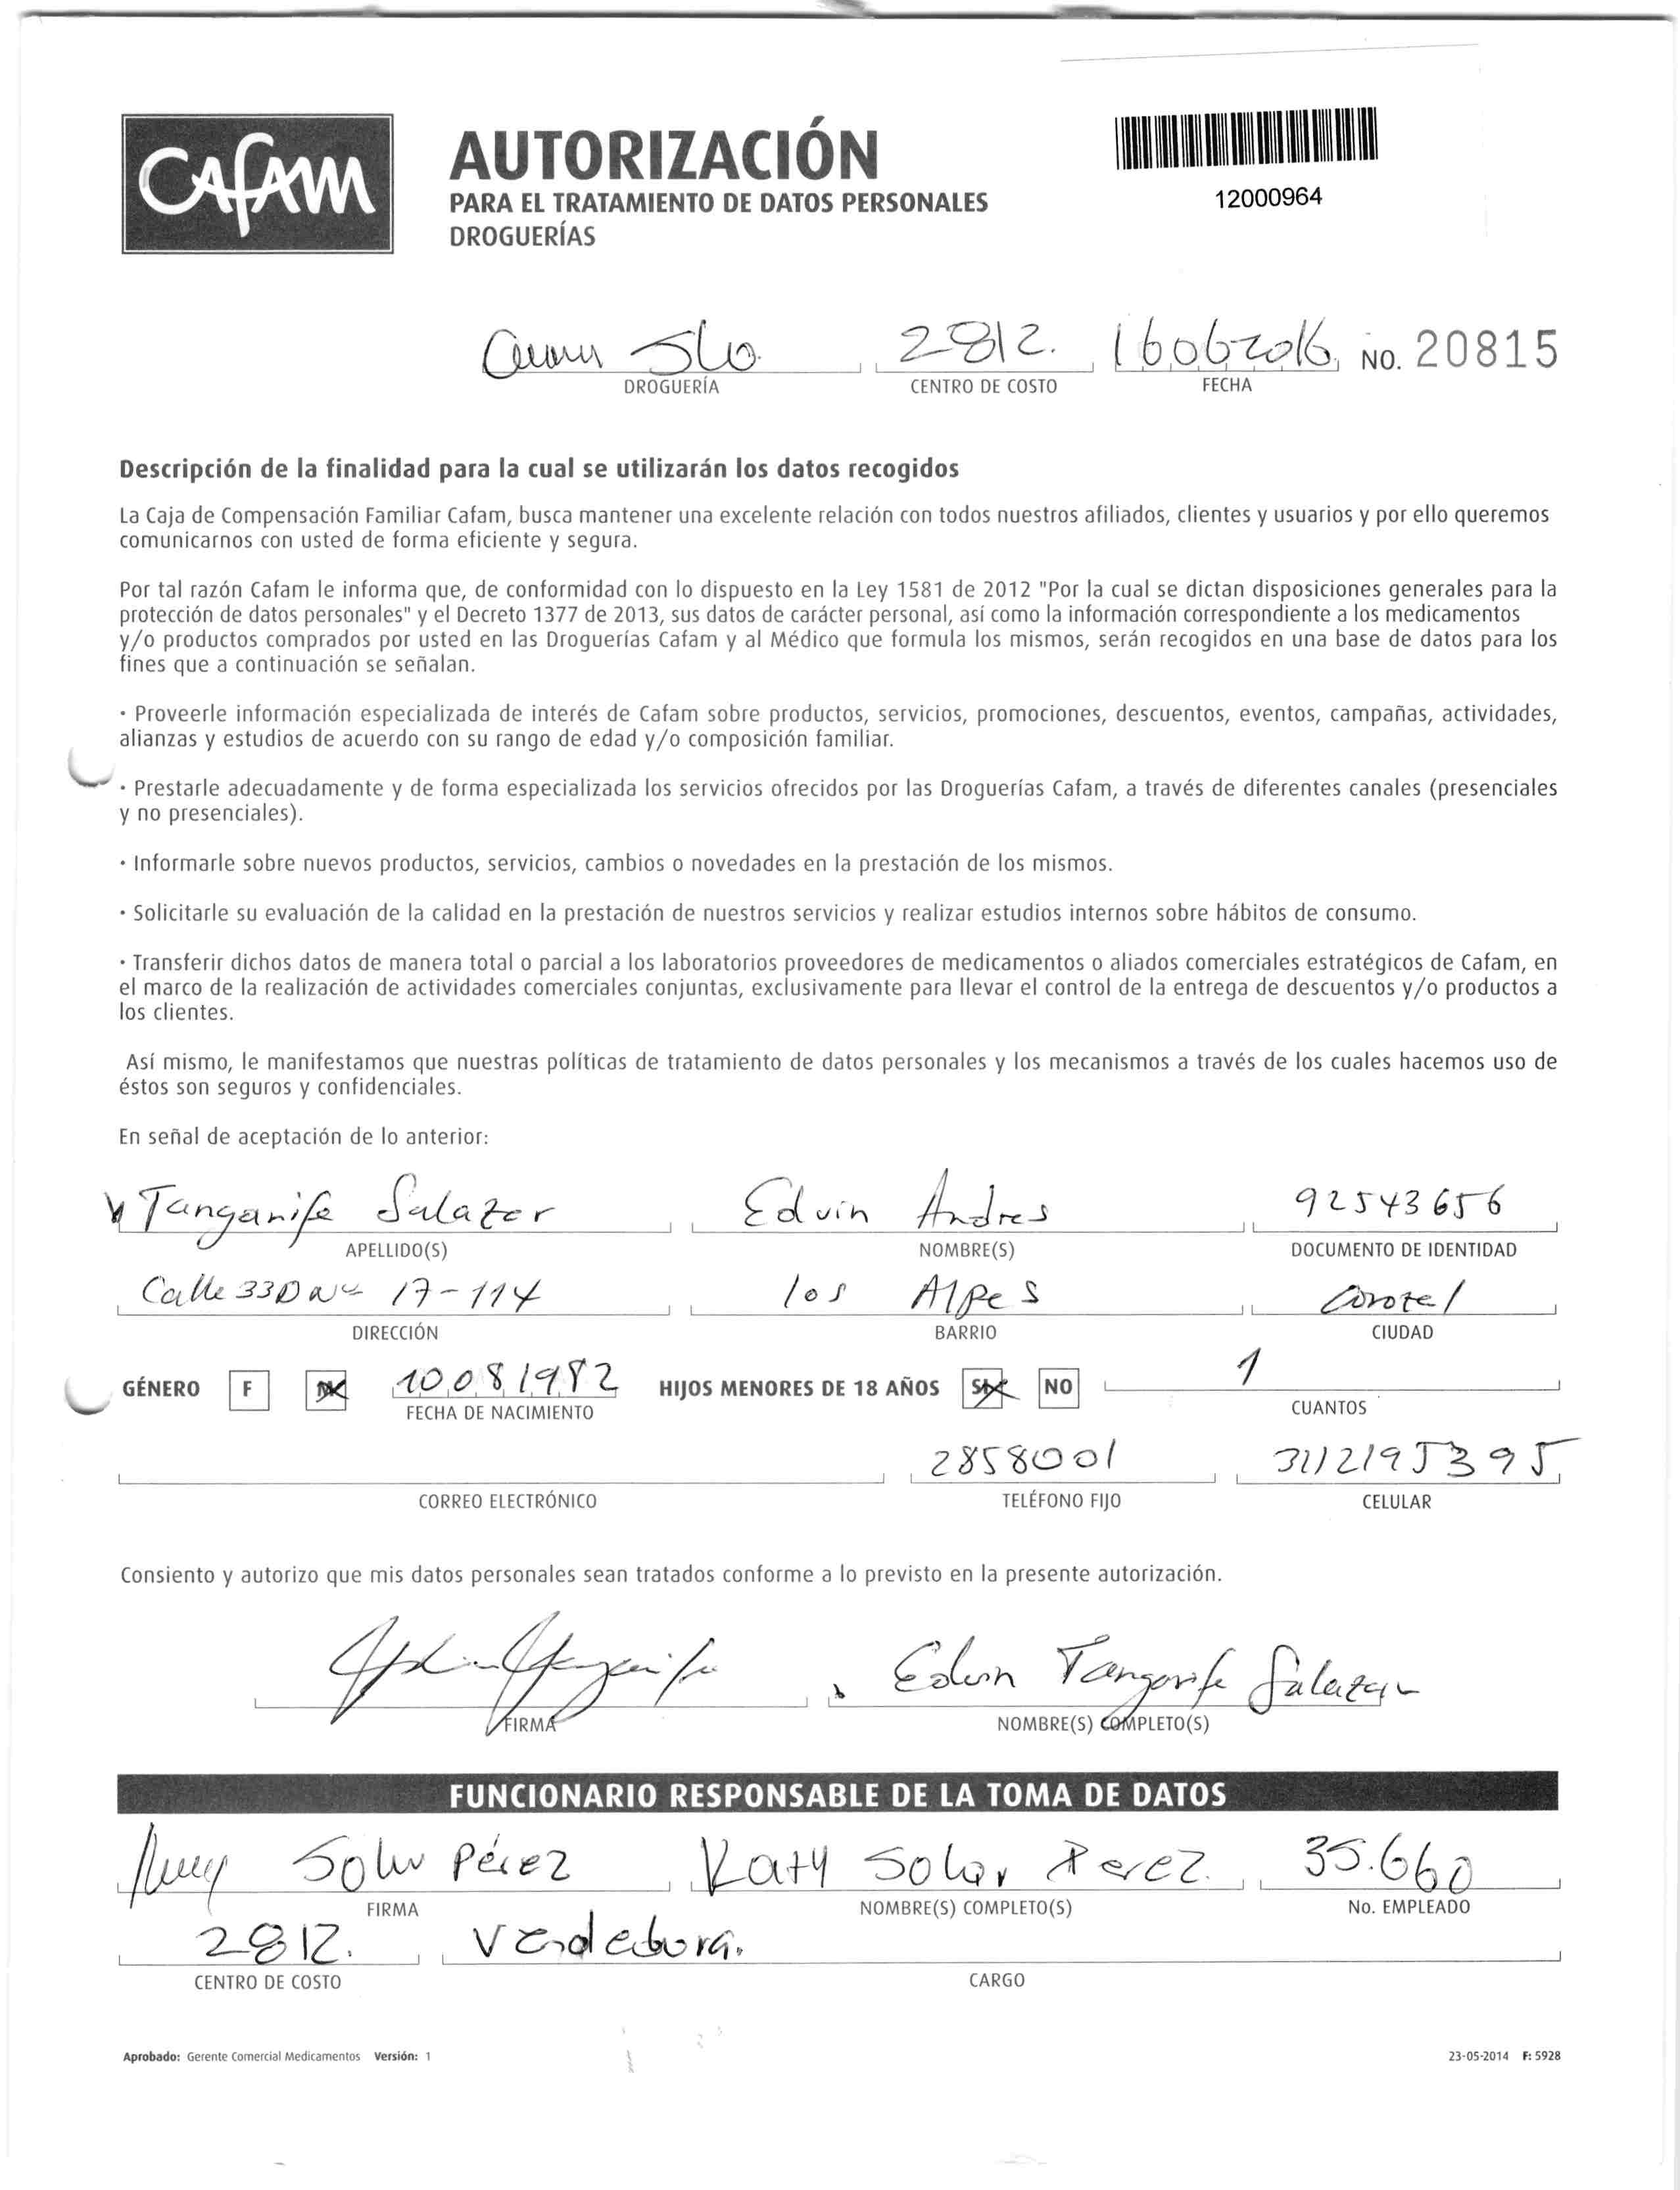 Cafam
AUTORIZACIÓN
PARA EL TRATAMIENTO DE DATOS PERSONALES
DROGUERÍAS
12000964
2812. 16062016 NO. 20815
DROGUERÍA CENTRO DE COSTO FECHA
Descripción de la finalidad para la cual se utilizarán los datos recogidos
La Caja de Compensación Familiar Cafam, busca mantener una excelente relación con todos nuestros afiliados, clientes y usuarios y por ello queremos
comunicarnos con usted de forma eficiente y segura.
Por tal razón Cafam le informa que, de conformidad con lo dispuesto en la Ley 1581 de 2012 "Por la cual se dictan disposiciones generales para la
protección de datos personales" y el Decreto 1377 de 2013, sus datos de carácter personal, así como la información correspondiente a los medicamentos
y/o productos comprados por usted en las Droguerías Cafam y al Médico que formula los mismos, serán recogidos en una base de datos para los
fines que a continuación se señalan.
· Proveerle información especializada de interés de Cafam sobre productos, servicios, promociones, descuentos, eventos, campañas, actividades,
alianzas y estudios de acuerdo con su rango de edad y/o composición familiar.
· Prestarle adecuadamente y de forma especializada los servicios ofrecidos por las Droguerías Cafam, a través de diferentes canales (presenciales
y no presenciales).
· Informarle sobre nuevos productos, servicios, cambios o novedades en la prestación de los mismos.
· Solicitarle su evaluación de la calidad en la prestación de nuestros servicios y realizar estudios internos sobre hábitos de consumo.
· Transferir dichos datos de manera total o parcial a los laboratorios proveedores de medicamentos o aliados comerciales estratégicos de Cafam, en
el marco de la realización de actividades comerciales conjuntas, exclusivamente para llevar el control de la entrega de descuentos y/o productos a
los clientes.
Así mismo, le manifestamos que nuestras políticas de tratamiento de datos personales y los mecanismos a través de los cuales hacemos uso de
éstos son seguros y confidenciales.
En señal de aceptación de lo anterior:
Tanganife Salazar Edvin Andres 92543656
APELLIDO(S) NOMBRE(S) DOCUMENTO DE IDENTIDAD
Calle 33D No 17-114 los Alpes Corozal
DIRECCIÓN BARRIO CIUDAD
GÉNERO F M 10081982 HIJOS MENORES DE 18 AÑOS SI NO 1
FECHA DE NACIMIENTO CUANTOS
2858001 3112195395
CORREO ELECTRÓNICO TELÉFONO FIJO CELULAR
Consiento y autorizo que mis datos personales sean tratados conforme a lo previsto en la presente autorización.
Edvin Tanganife Salazar
FIRMA NOMBRE(S) COMPLETO(S)
FUNCIONARIO RESPONSABLE DE LA TOMA DE DATOS
Pérez Katy Solar Perez. 35.660
FIRMA NOMBRE(S) COMPLETO(S) No. EMPLEADO
2812. Vendedora.
CENTRO DE COSTO CARGO
Aprobado: Gerente Comercial Medicamentos Versión: 1 23-05-2014 F: 5928